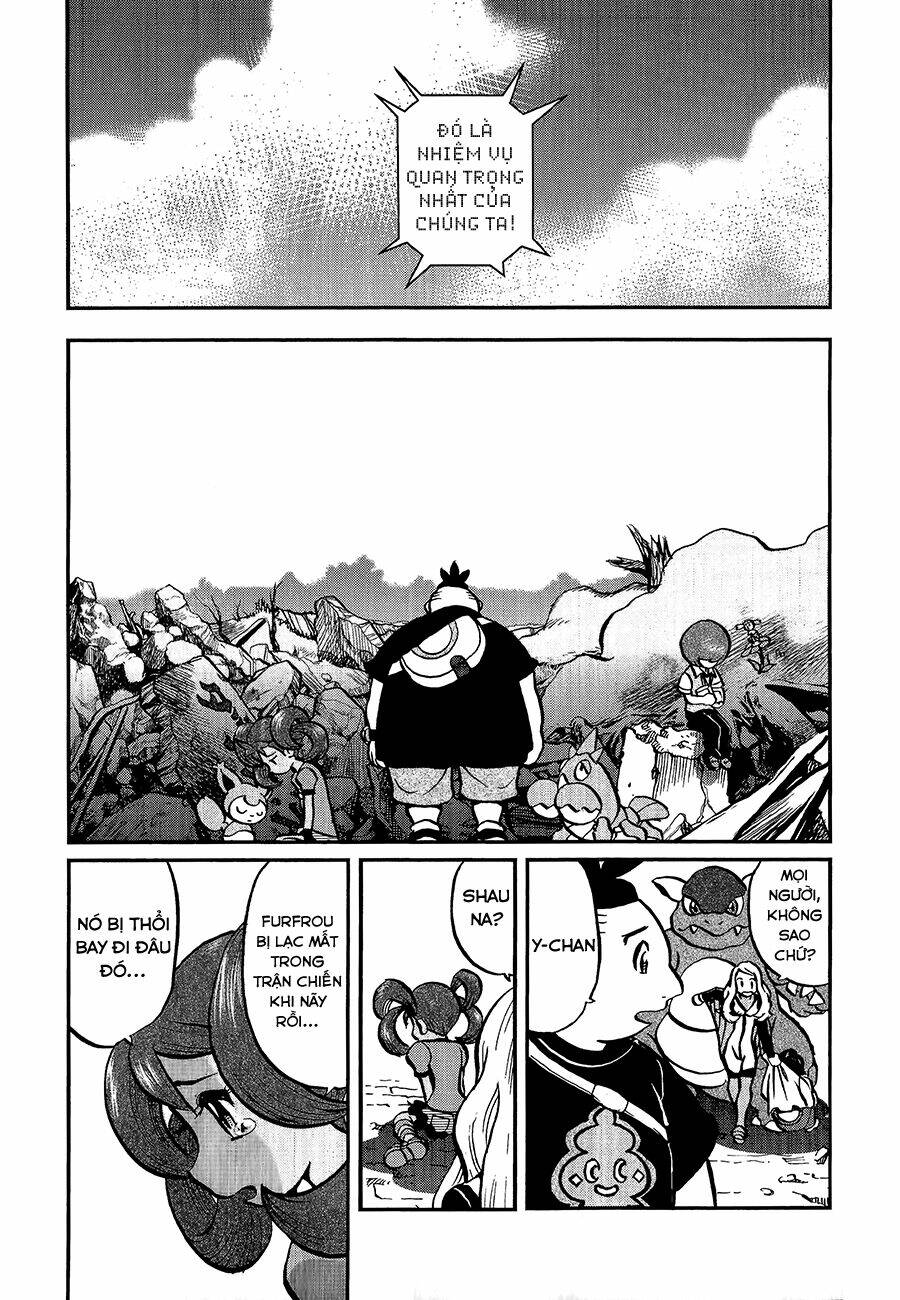 ĐÓ LÀ
NHIỆM VỤ
QUAN TRỌNG
NHẤT CỦA
CHÚNG TA!
MỌI
NGƯỜI,
KHÔNG
SAO
CHỨ?
Y-CHAN
SHAU
NA?
FURFROU
BỊ LẠC MẤT
TRONG
TRẬN CHIẾN
KHI NÃY
RỒI...
NÓ BỊ THỔI
BAY ĐI ĐÂU
ĐÓ...